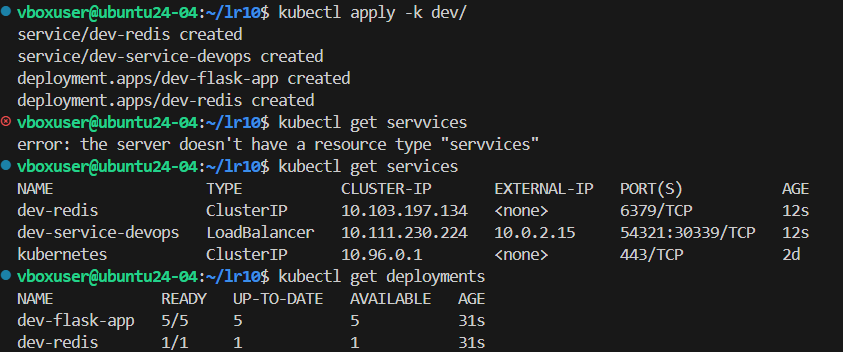 vboxuser@ubuntu24-04:~/lr10$ kubectl apply -k dev/
service/dev-redis created
service/dev-service-devops created
deployment.apps/dev-flask-app created
deployment.apps/dev-redis created
vboxuser@ubuntu24-04:~/lr10$ kubectl get servvices
error: the server doesn't have a resource type "servvices"
vboxuser@ubuntu24-04:~/lr10$ kubectl get services
NAME TYPE CLUSTER-IP EXTERNAL-IP PORT(S) AGE
dev-redis ClusterIP 10.103.197.134 <none> 6379/TCP 12s
dev-service-devops LoadBalancer 10.111.230.224 10.0.2.15 54321:30339/TCP 12s
kubernetes ClusterIP 10.96.0.1 <none> 443/TCP 2d
vboxuser@ubuntu24-04:~/lr10$ kubectl get deployments
NAME READY UP-TO-DATE AVAILABLE AGE
dev-flask-app 5/5 5 5 31s
dev-redis 1/1 1 1 31s